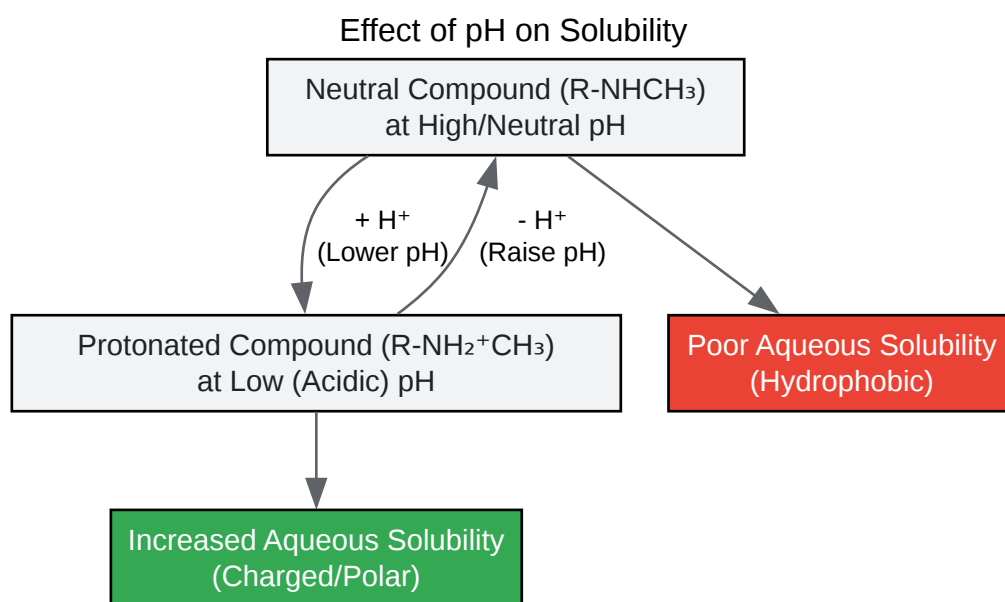 Effect of pH on Solubility
Neutral Compound (R-NHCH₃)
at High/Neutral pH
+ H⁺
(Lower pH)
- H⁺
(Raise pH)
Protonated Compound (R-NH₂⁺CH₃)
at Low (Acidic) pH
Poor Aqueous Solubility
(Hydrophobic)
Increased Aqueous Solubility
(Charged/Polar)